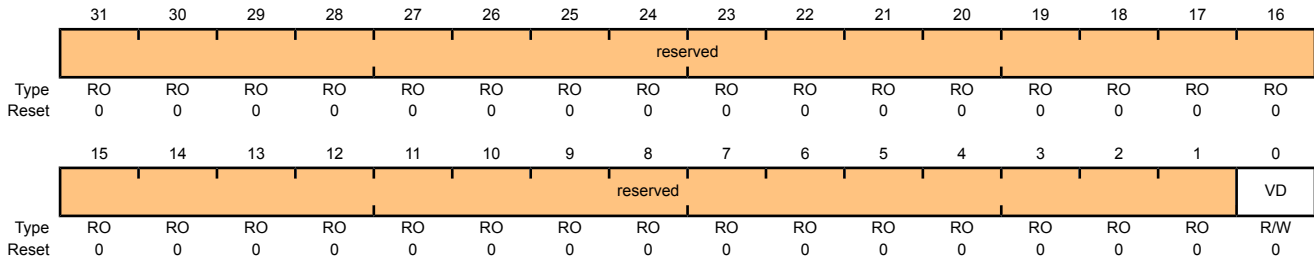 31 30 29 28 27 26 25 24 23 22 21 20 19 18 17 16
reserved
Type RO RO RO RO RO RO RO RO RO RO RO RO RO RO RO RO
Reset 0 0 0 0 0 0 0 0 0 0 0 0 0 0 0 0
15 14 13 12 11 10 9 8 7 6 5 4 3 2 1 0
reserved VD
Type RO RO RO RO RO RO RO RO RO RO RO RO RO RO RO R/W
Reset 0 0 0 0 0 0 0 0 0 0 0 0 0 0 0 0